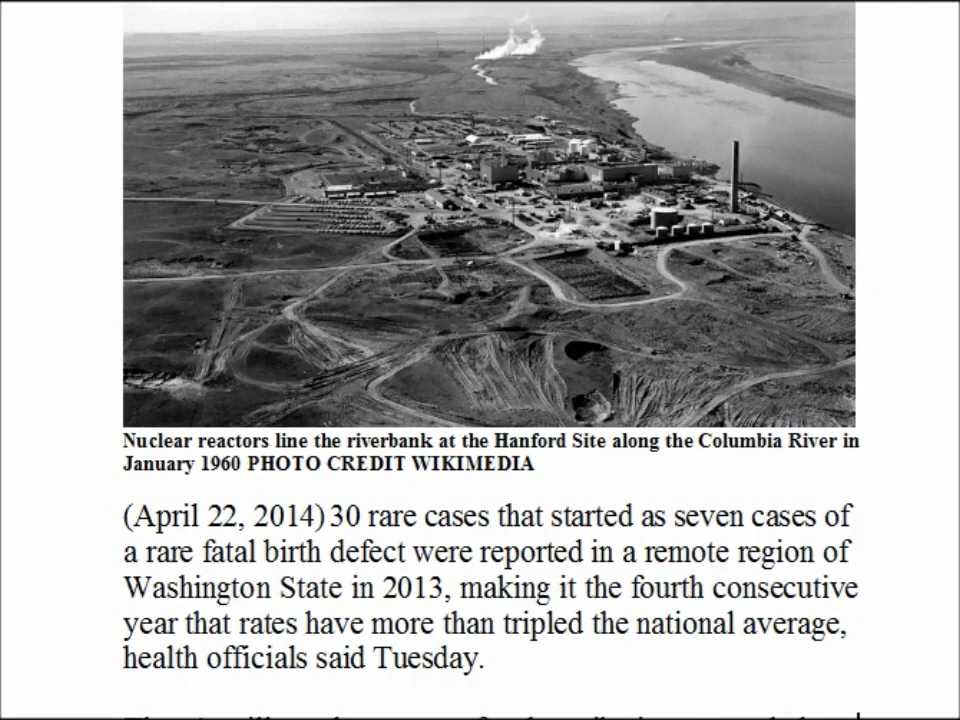 Nuclear reactors line the riverbank at the Hanford Site along the Columbia River in
January 1960 PHOTO CREDIT WIKIMEDIA
(April 22, 2014) 30 rare cases that started as seven cases of
a rare fatal birth defect were reported in a remote region of
Washington State in 2013, making it the fourth consecutive
year that rates have more than tripled the national average,
health officials said Tuesday.